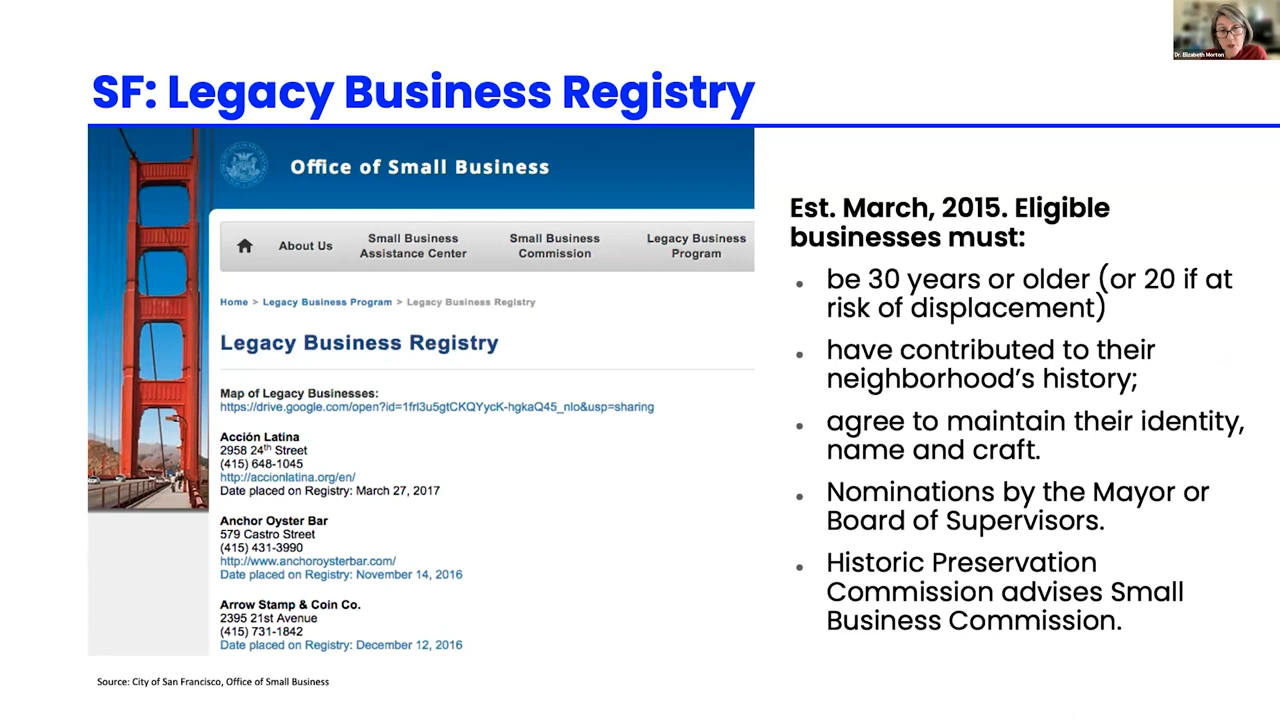 Dr. Elizabeth Morton
SF: Legacy Business Registry
Office of Small Business
About Us
Small Business
Assistance Center
Small Business
Commission
Legacy Business
Program
Home > Legacy Business Program > Legacy Business Registry
Legacy Business Registry
Map of Legacy Businesses:
https://drive.google.com/open?id=1frl3u5gtCKQYycK-hgkaQ45_nlo&usp=sharing
Acción Latina
2958 24th Street
(415) 648-1045
http://accionlatina.org/en/
Date placed on Registry: March 27, 2017
Anchor Oyster Bar
579 Castro Street
(415) 431-3990
http://www.anchoroysterbar.com/
Date placed on Registry: November 14, 2016
Arrow Stamp & Coin Co.
2395 21st Avenue
(415) 731-1842
Date placed on Registry: December 12, 2016
Est. March, 2015. Eligible
businesses must:
• be 30 years or older (or 20 if at
risk of displacement)
• have contributed to their
neighborhood’s history;
• agree to maintain their identity,
name and craft.
• Nominations by the Mayor or
Board of Supervisors.
• Historic Preservation
Commission advises Small
Business Commission.
Source: City of San Francisco, Office of Small Business